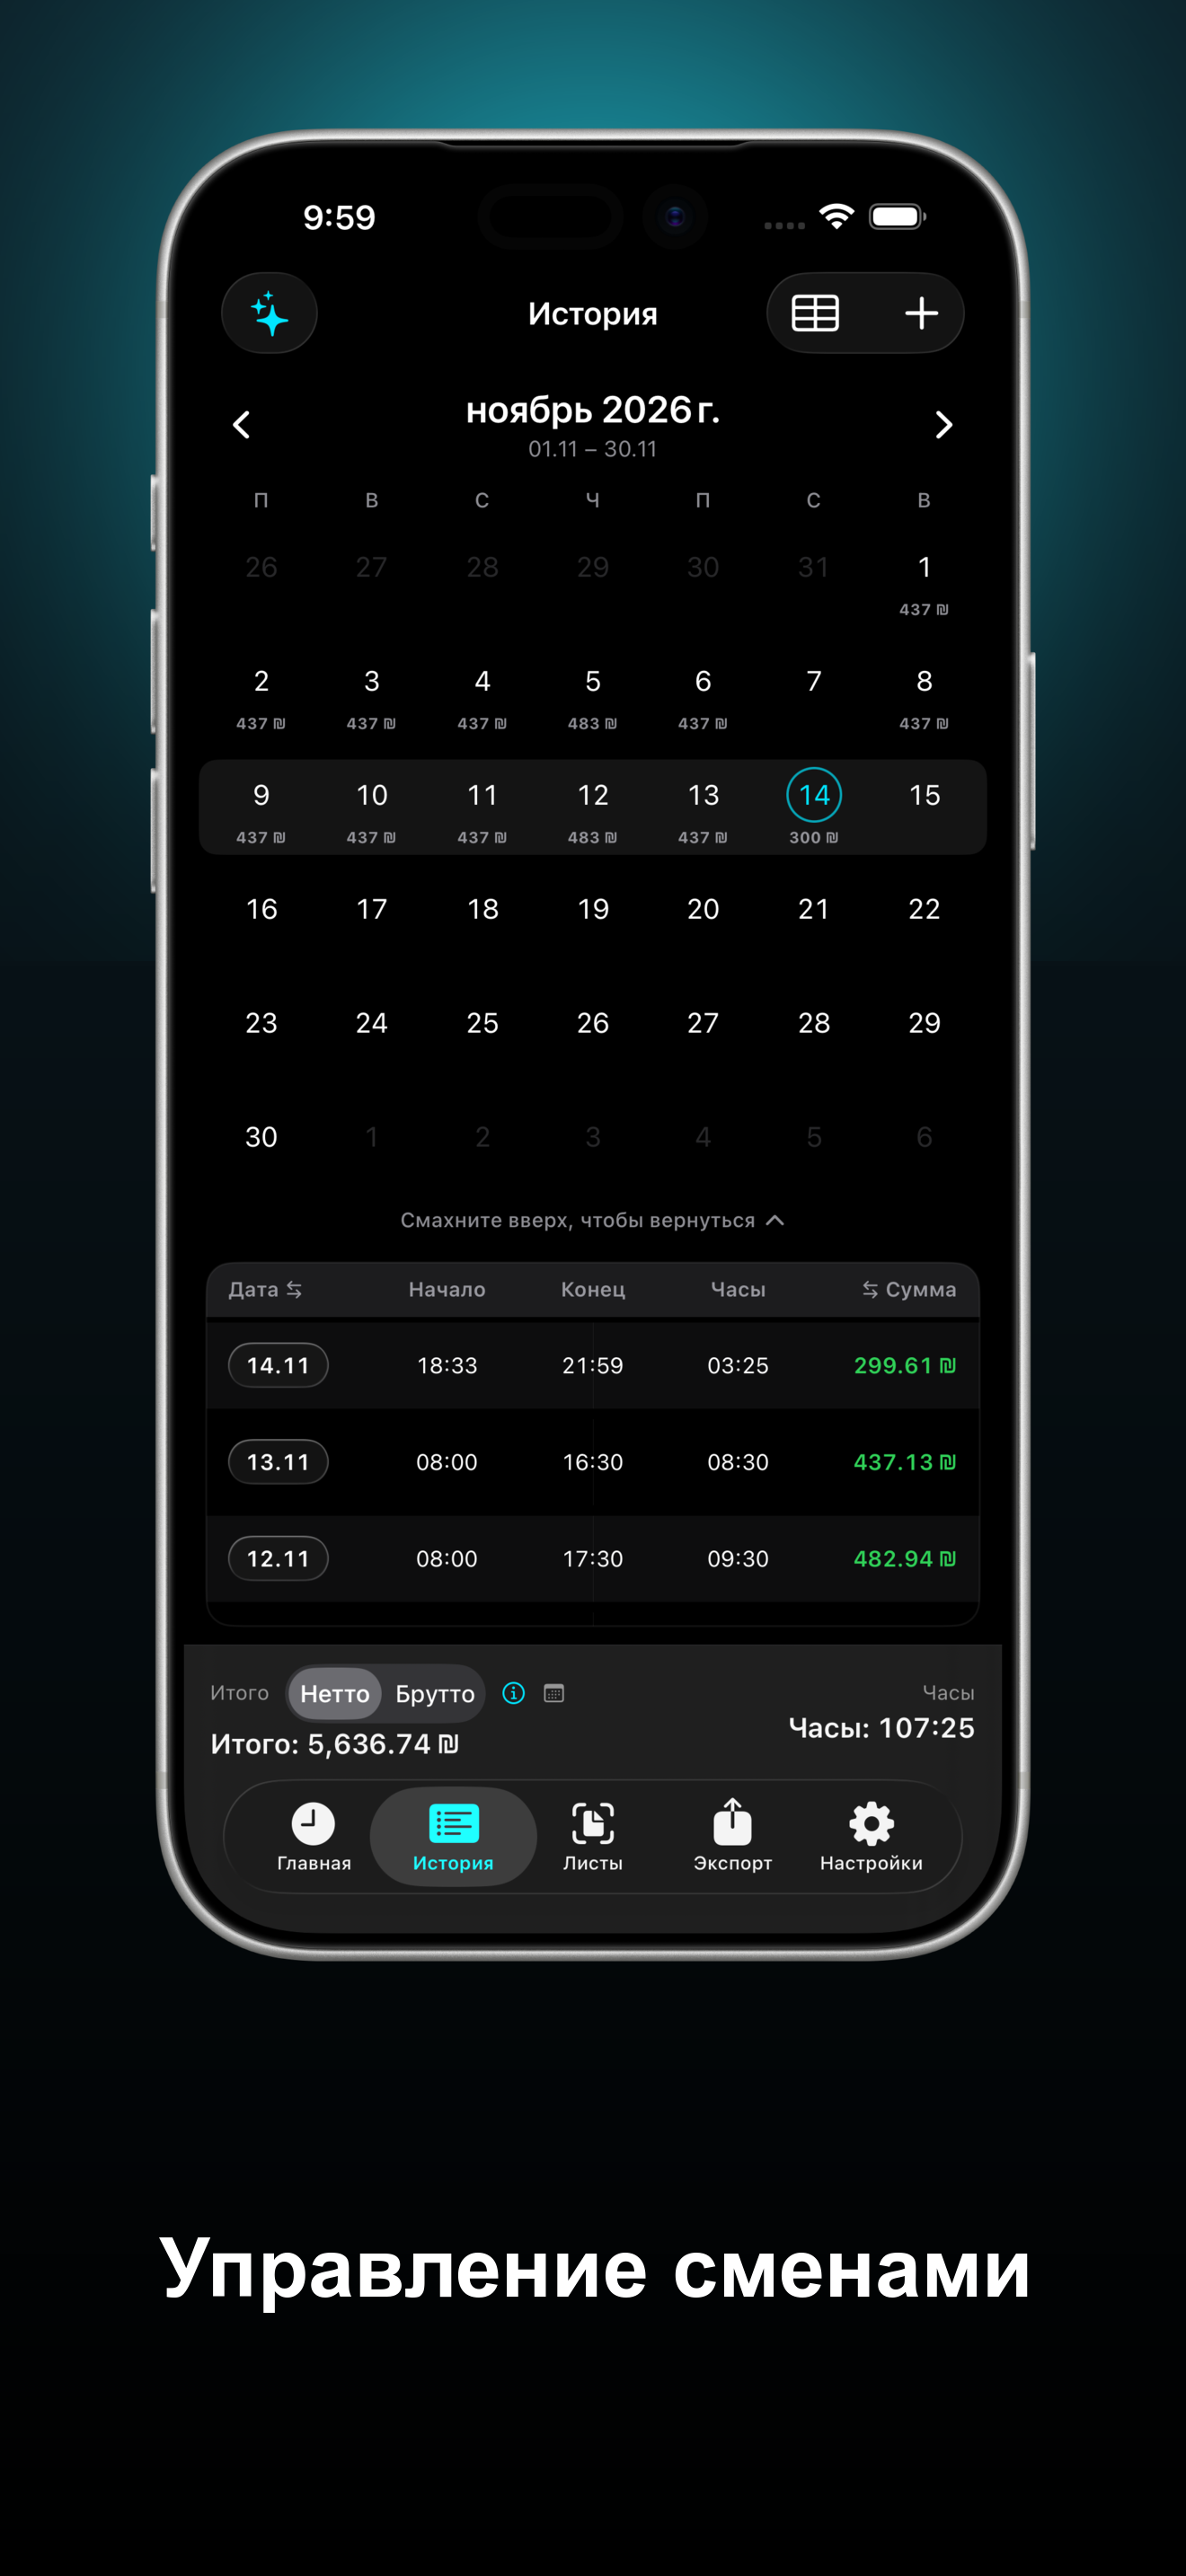 9:59
История
ноябрь 2026 г.
01.11 – 30.11
П В С Ч П С В
26 27 28 29 30 31 1
437 ₪
2 3 4 5 6 7 8
437 ₪ 437 ₪ 437 ₪ 483 ₪ 437 ₪ 437 ₪
9 10 11 12 13 14 15
437 ₪ 437 ₪ 437 ₪ 483 ₪ 437 ₪ 300 ₪
16 17 18 19 20 21 22
23 24 25 26 27 28 29
30 1 2 3 4 5 6
Смахните вверх, чтобы вернуться
Дата Начало Конец Часы Сумма
14.11 18:33 21:59 03:25 299.61 ₪
13.11 08:00 16:30 08:30 437.13 ₪
12.11 08:00 17:30 09:30 482.94 ₪
Итого Нетто Брутто Часы
Итого: 5,636.74 ₪ Часы: 107:25
Главная История Листы Экспорт Настройки
Управление сменами